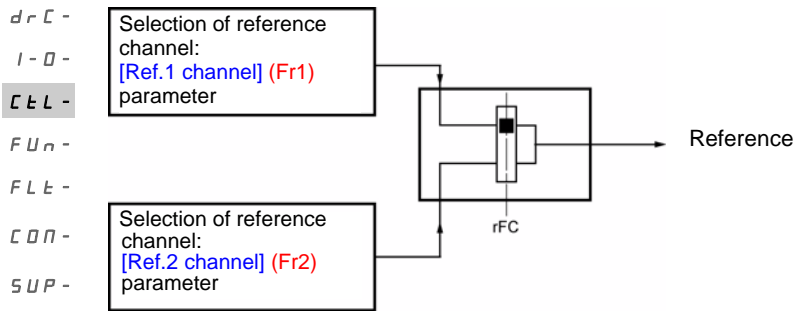 drC-
I-O-
CtL-
FUn-
FLt-
COM-
SUP-
Selection of reference
channel:
[Ref.1 channel] (Fr1)
parameter
Selection of reference
channel:
[Ref.2 channel] (Fr2)
parameter
rFC
Reference